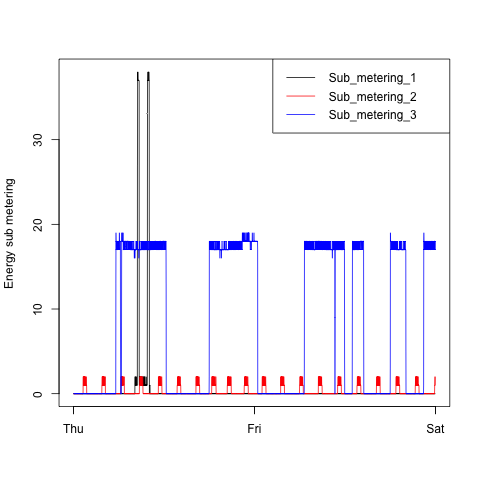 Sub_metering_1
Sub_metering_2
Sub_metering_3
Energy sub metering
30
20
10
0
Thu Fri Sat